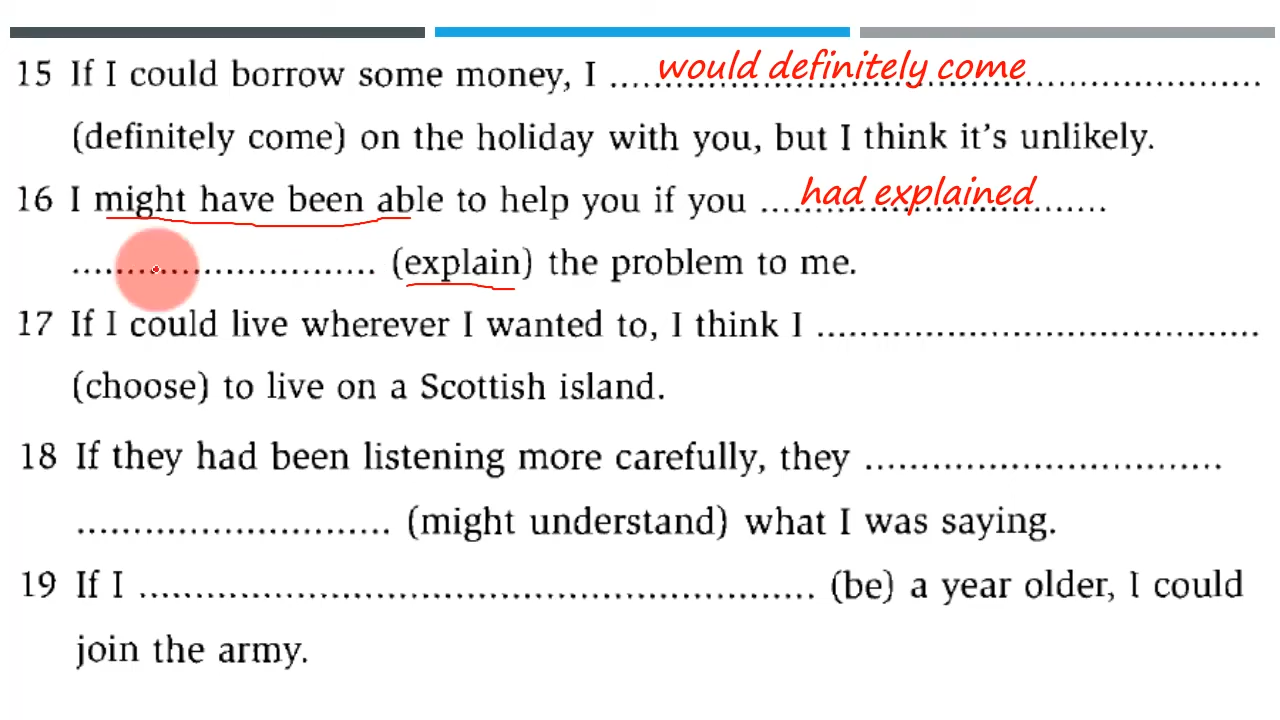 15 If I could borrow some money, I .....would definitely come.....
(definitely come) on the holiday with you, but I think it's unlikely.
16 I might have been able to help you if you ....had explained....
........................... (explain) the problem to me.
17 If I could live wherever I wanted to, I think I .......................................
(choose) to live on a Scottish island.
18 If they had been listening more carefully, they ................................
............................ (might understand) what I was saying.
19 If I ............................................................ (be) a year older, I could
join the army.